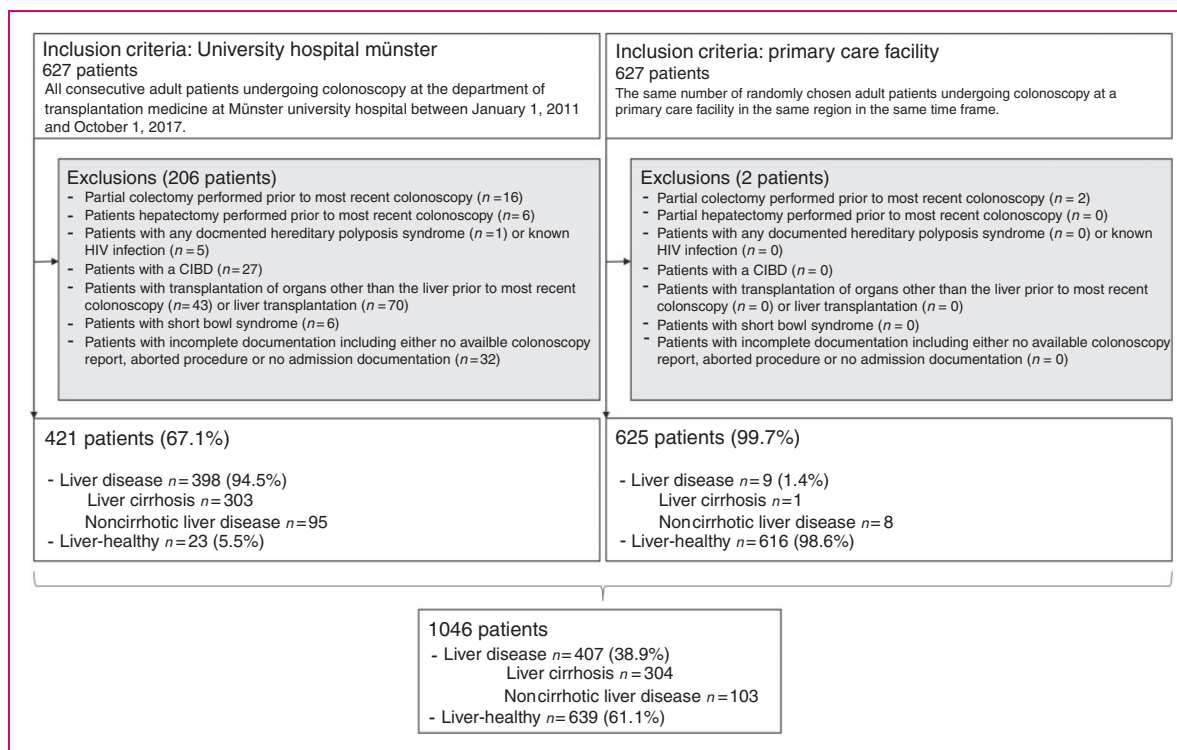 Inclusion criteria: University hospital münster
627 patients
All consecutive adult patients undergoing colonoscopy at the department of
transplantation medicine at Münster university hospital between January 1, 2011
and October 1, 2017.
Exclusions (206 patients)
- Partial colectomy performed prior to most recent colonoscopy (n=16)
- Patients hepatectomy performed prior to most recent colonoscopy (n=6)
- Patients with any docmented hereditary polyposis syndrome (n=1) or known
HIV infection (n=5)
- Patients with a CIBD (n=27)
- Patients with transplantation of organs other than the liver prior to most recent
colonoscopy (n=43) or liver transplantation (n=70)
- Patients with short bowl syndrome (n=6)
- Patients with incomplete documentation including either no availble colonoscopy
report, aborted procedure or no admission documentation (n=32)
421 patients (67.1%)
- Liver disease n=398 (94.5%)
Liver cirrhosis n=303
Noncirrhotic liver disease n=95
- Liver-healthy n=23 (5.5%)
Inclusion criteria: primary care facility
627 patients
The same number of randomly chosen adult patients undergoing colonoscopy at a
primary care facility in the same region in the same time frame.
Exclusions (2 patients)
- Partial colectomy performed prior to most recent colonoscopy (n = 2)
- Partial hepatectomy performed prior to most recent colonoscopy (n = 0)
- Patients with any documented hereditary polyposis syndrome (n = 0) or known
HIV infection (n = 0)
- Patients with a CIBD (n = 0)
- Patients with transplantation of organs other than the liver prior to most recent
colonscopy (n = 0) or liver transplantation (n = 0)
- Patients with short bowl syndrome (n = 0)
- Patients with incomplete documentation including either no available colonoscopy
report, aborted procedure or no admission documentation (n = 0)
625 patients (99.7%)
- Liver disease n=9 (1.4%)
Liver cirrhosis n=1
Noncirrhotic liver disease n=8
- Liver-healthy n=616 (98.6%)
1046 patients
- Liver disease n=407 (38.9%)
Liver cirrhosis n=304
Noncirrhotic liver disease n=103
- Liver-healthy n=639 (61.1%)